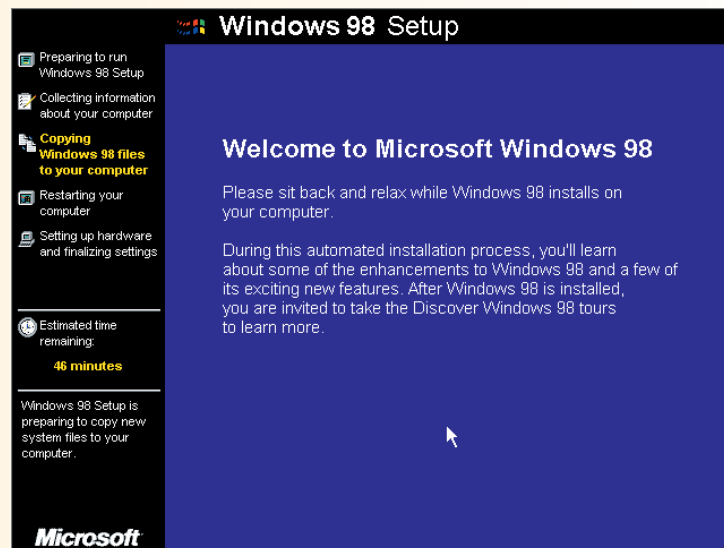 Windows 98 Setup
Preparing to run
Windows 98 Setup
Collecting information
about your computer
Copying
Windows 98 files
to your computer
Restarting your
computer
Setting up hardware
and finalizing settings
Estimated time
remaining:
46 minutes
Windows 98 Setup is
preparing to copy new
system files to your
computer.
Microsoft
Welcome to Microsoft Windows 98
Please sit back and relax while Windows 98 installs on
your computer.
During this automated installation process, you'll learn
about some of the enhancements to Windows 98 and a few of
its exciting new features. After Windows 98 is installed,
you are invited to take the Discover Windows 98 tours
to learn more.